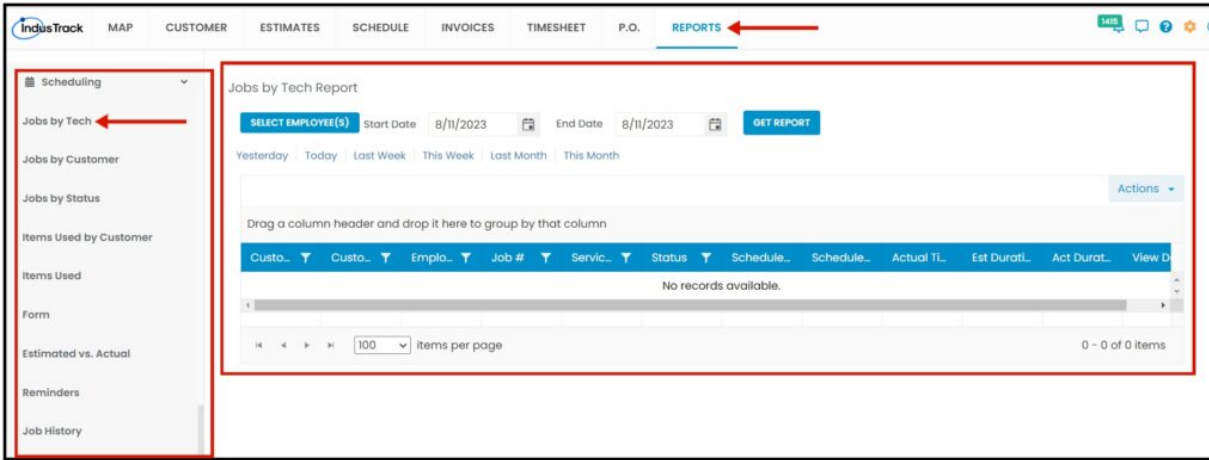 IndusTrack MAP CUSTOMER ESTIMATES SCHEDULE INVOICES TIMESHEET P.O. REPORTS 1415
Scheduling
Jobs by Tech
Jobs by Customer
Jobs by Status
Items Used by Customer
Items Used
Form
Estimated vs. Actual
Reminders
Job History
Jobs by Tech Report
SELECT EMPLOYEE(S) Start Date 8/11/2023 End Date 8/11/2023 GET REPORT
Yesterday Today Last Week This Week Last Month This Month
Actions
Drag a column header and drop it here to group by that column
Custo... Custo... Emplo... Job # Servic... Status Schedule... Schedule... Actual Ti... Est Durati... Act Durat... View D
No records available.
100 items per page 0 - 0 of 0 items